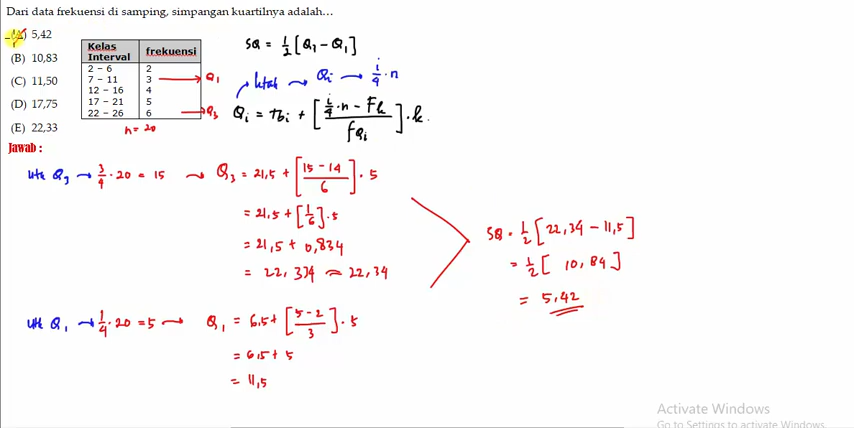 Dari data frekuensi di samping, simpangan kuartilnya adalah…
5,42
(B) 10,83
(C) 11,50
(D) 17,75
(E) 22,33
Kelas Interval frekuensi
2 – 6 2
7 – 11 3 → Q1
12 – 16 4
17 – 21 5
22 – 26 6 → Q3
n = 20
SQ = 1/2 [Q3 - Q1]
letak → Qi → i/4 · n
Qi = tbi + [(i/4 · n - Fk)/fQi] · k
Jawab :
utk Q3 → 3/4 · 20 = 15 → Q3 = 21,5 + [(15 - 14)/6] · 5
= 21,5 + [1/6] · 5
= 21,5 + 0,834
= 22,334 ≈ 22,34
utk Q1 → 1/4 · 20 = 5 → Q1 = 6,5 + [(5 - 2)/3] · 5
= 6,5 + 5
= 11,5
SQ = 1/2 [22,34 - 11,5]
= 1/2 [10,84]
= 5,42
Activate Windows
Go to Settings to activate Windows.